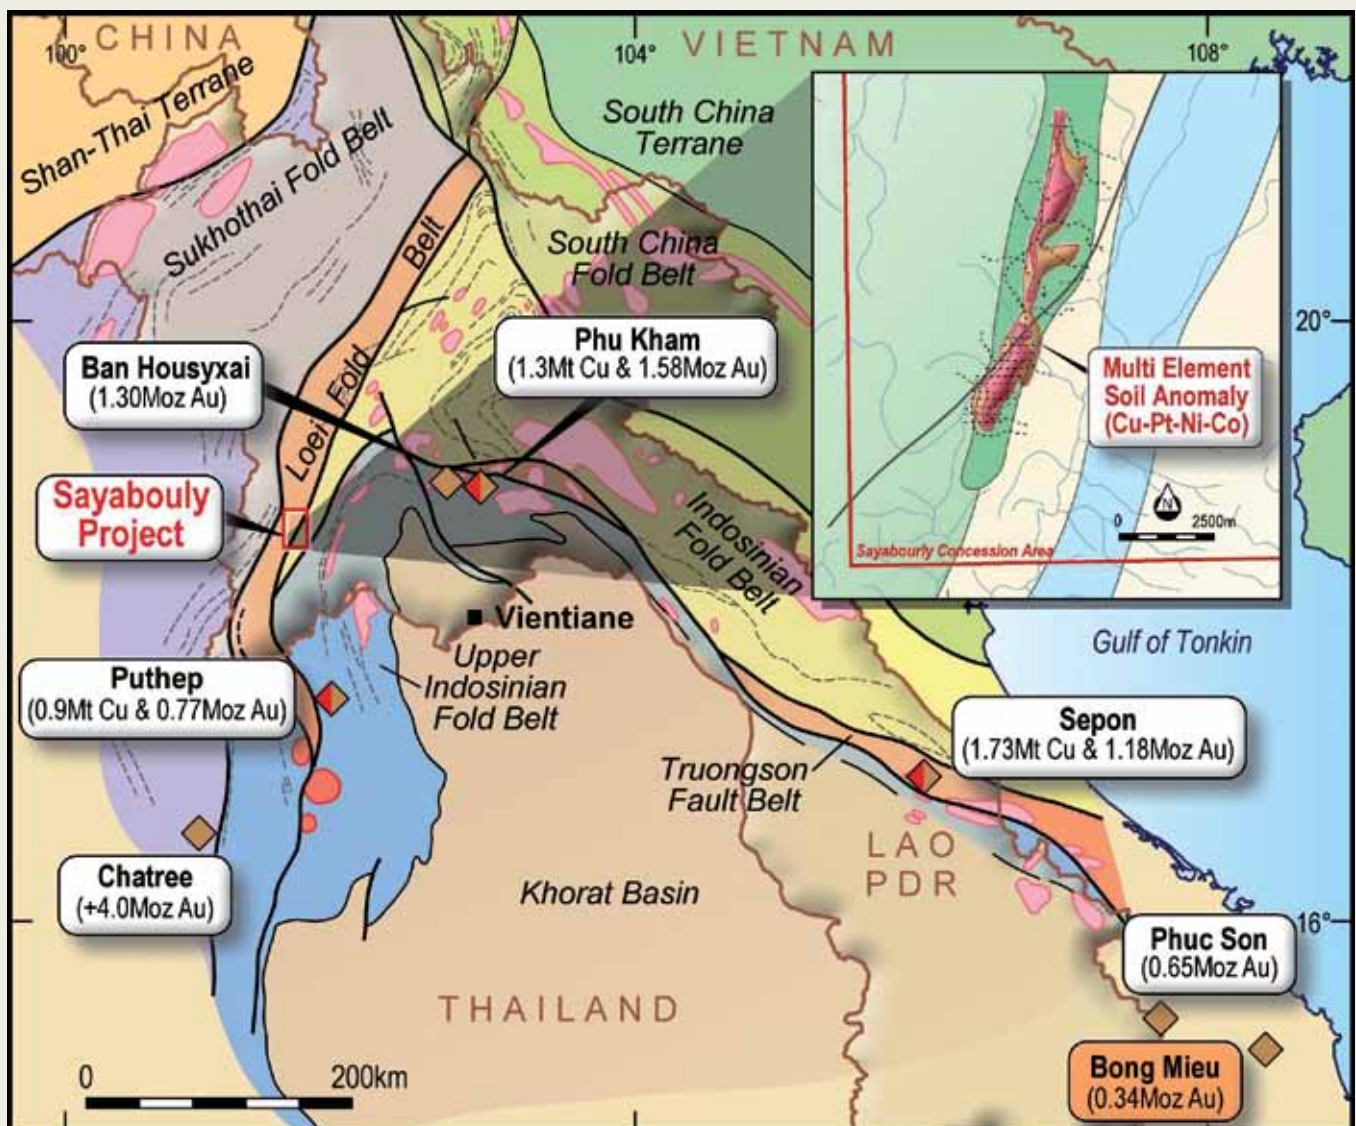 100°
CHINA
104°
VIETNAM
108°
Shan-Thai Terrane
Sukhothai Fold Belt
South China
Terrane
South China
Fold Belt
Loei Fold Belt
20°
Ban Housyxai
(1.30Moz Au)
Phu Kham
(1.3Mt Cu & 1.58Moz Au)
Multi Element
Soil Anomaly
(Cu-Pt-Ni-Co)
N
0 2500m
Sayabourly Concession Area
Sayabouly
Project
Indosinian
Fold Belt
Vientiane
Gulf of Tonkin
Upper
Indosinian
Fold Belt
Puthep
(0.9Mt Cu & 0.77Moz Au)
Sepon
(1.73Mt Cu & 1.18Moz Au)
Truongson
Fault Belt
LAO
PDR
Chatree
(+4.0Moz Au)
Khorat Basin
16°
Phuc Son
(0.65Moz Au)
THAILAND
Bong Mieu
(0.34Moz Au)
0 200km